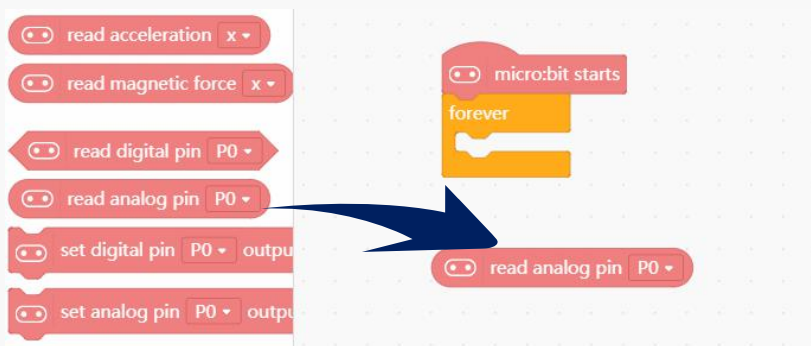 read acceleration x
read magnetic force x
read digital pin P0
read analog pin P0
set digital pin P0 outpu
set analog pin P0 outpu
micro:bit starts
forever
read analog pin P0